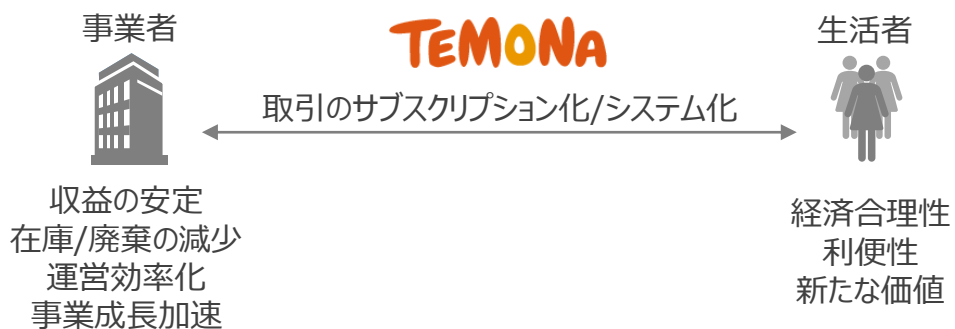 事業者
TEMONA
生活者
取引のサブスクリプション化/システム化
収益の安定
在庫/廃棄の減少
運営効率化
事業成長加速
経済合理性
利便性
新たな価値